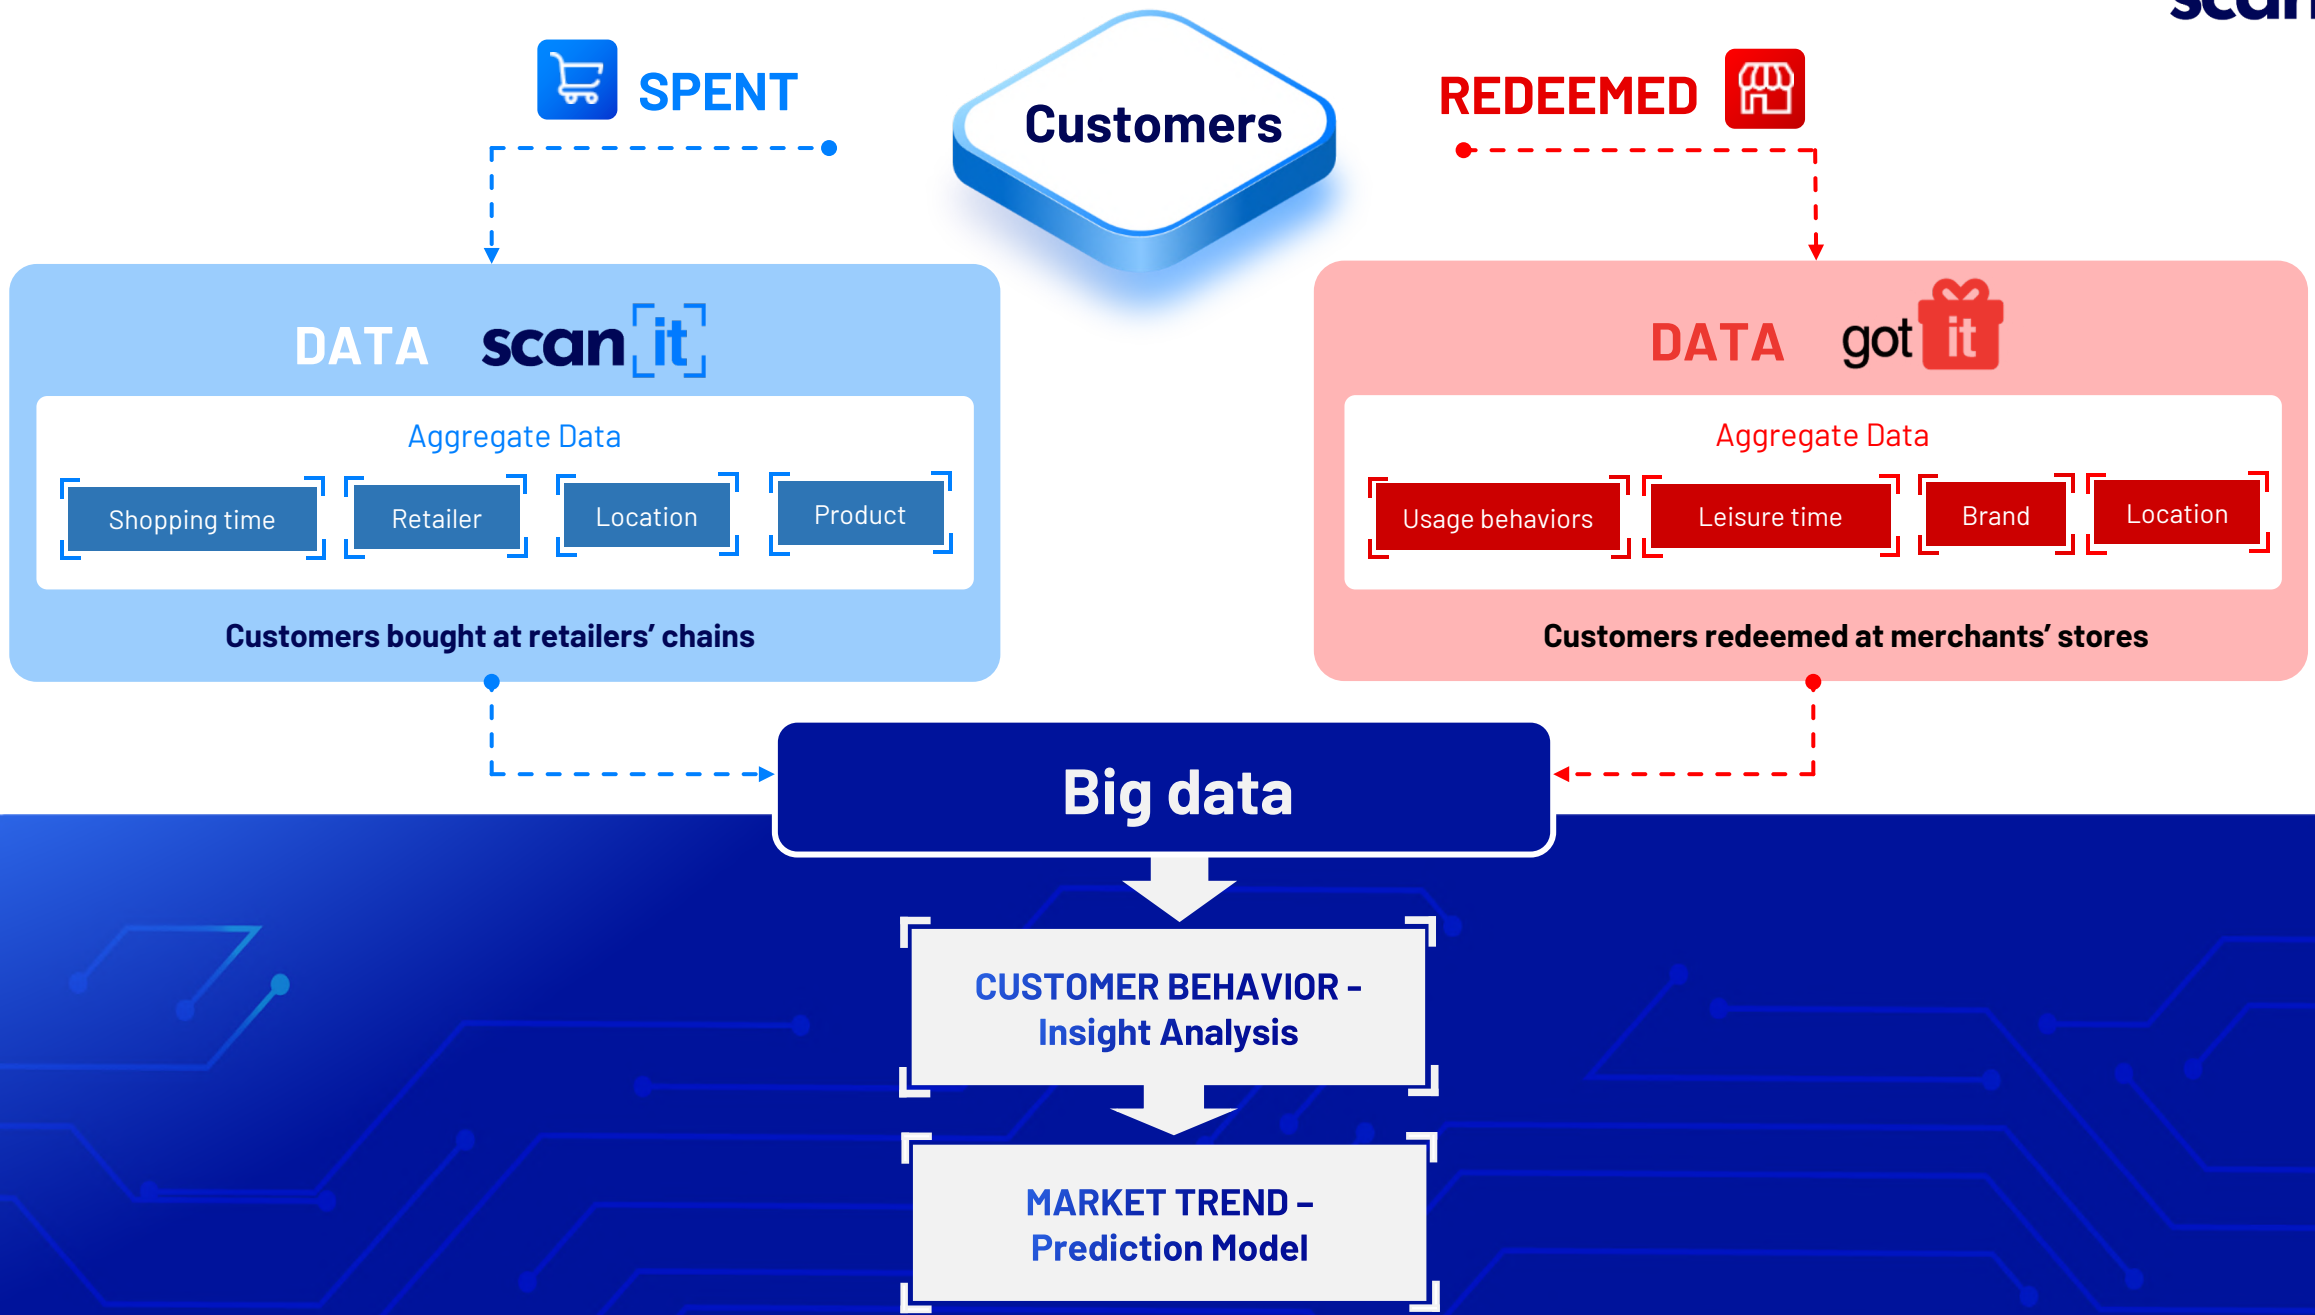 scan
SPENT
Customers
REDEEMED
DATA scan it
Aggregate Data
Shopping time
Retailer
Location
Product
Customers bought at retailers’ chains
DATA got it
Aggregate Data
Usage behaviors
Leisure time
Brand
Location
Customers redeemed at merchants’ stores
Big data
CUSTOMER BEHAVIOR -
Insight Analysis
MARKET TREND –
Prediction Model